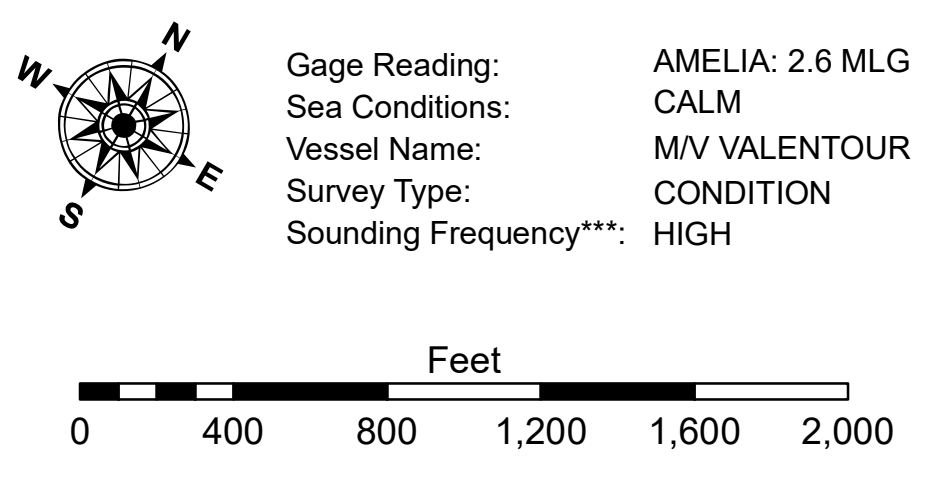 N
W
E
S
Gage Reading: AMELIA: 2.6 MLG
Sea Conditions: CALM
Vessel Name: M/V VALENTOUR
Survey Type: CONDITION
Sounding Frequency***: HIGH
Feet
0 400 800 1,200 1,600 2,000